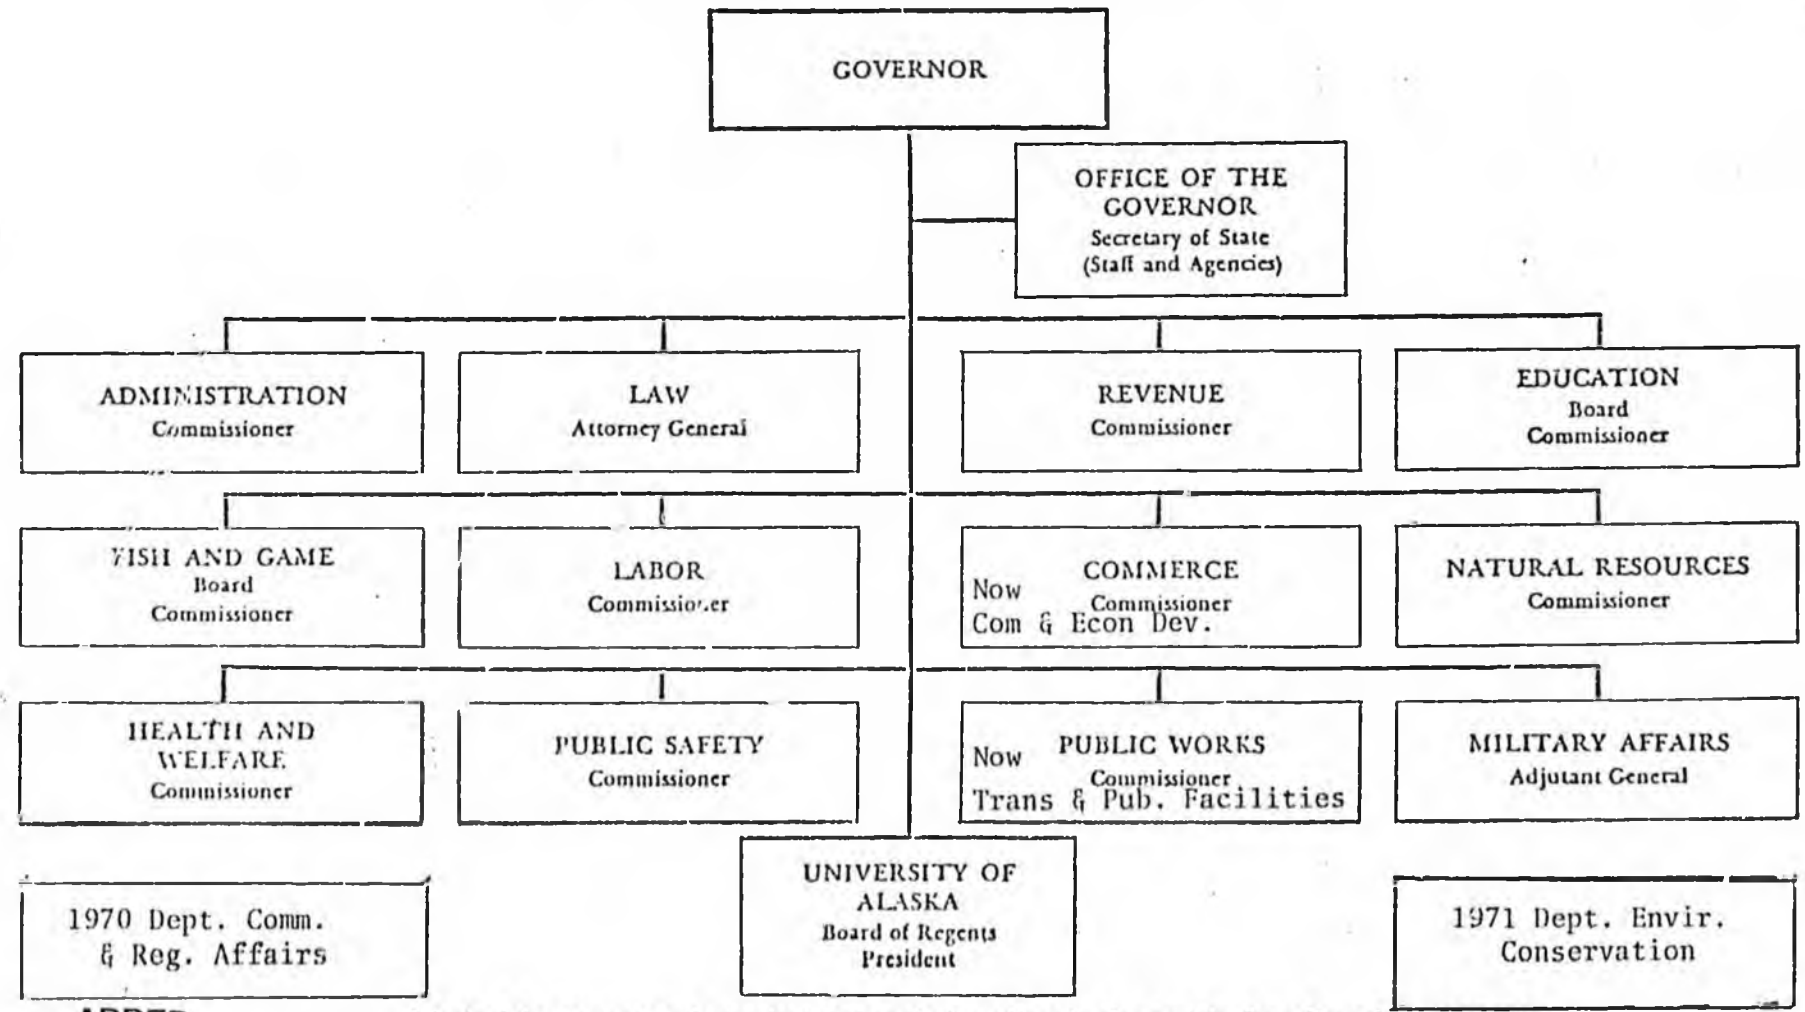 GOVERNOR
OFFICE OF THE
GOVERNOR
Secretary of State
(Staff and Agencies)
ADMINISTRATION
Commissioner
LAW
Attorney General
REVENUE
Commissioner
EDUCATION
Board
Commissioner
FISH AND GAME
Board
Commissioner
LABOR
Commissioner
COMMERCE
Now Commissioner
Com & Econ Dev.
NATURAL RESOURCES
Commissioner
HEALTH AND
WELFARE
Commissioner
PUBLIC SAFETY
Commissioner
Now PUBLIC WORKS
Commissioner
Trans & Pub. Facilities
MILITARY AFFAIRS
Adjutant General
UNIVERSITY OF
ALASKA
Board of Regents
President
1970 Dept. Comm.
& Reg. Affairs
1971 Dept. Envir.
Conservation